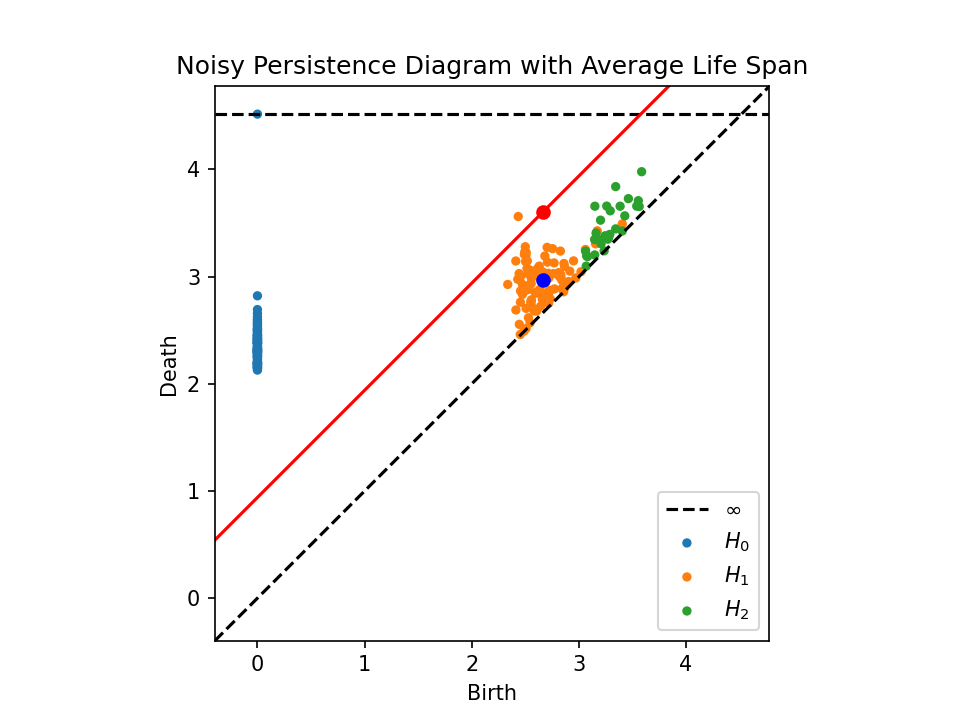 Noisy Persistence Diagram with Average Life Span
Death
4
3
2
1
0
0 1 2 3 4
Birth
∞
H₀
H₁
H₂